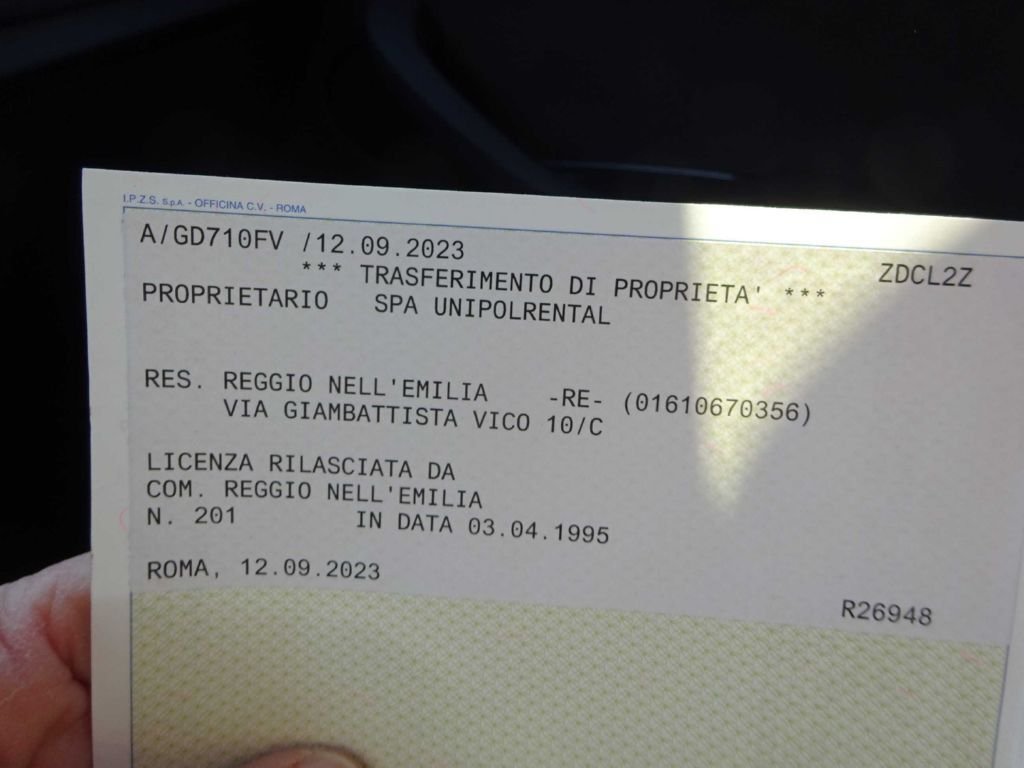 I.P.Z.S. S.p.A. - OFFICINA C.V. - ROMA
A/GD710FV /12.09.2023 ZDCL2Z
*** TRASFERIMENTO DI PROPRIETA' ***
PROPRIETARIO SPA UNIPOLRENTAL
RES. REGGIO NELL'EMILIA -RE- (01610670356)
VIA GIAMBATTISTA VICO 10/C
LICENZA RILASCIATA DA
COM. REGGIO NELL'EMILIA
N. 201 IN DATA 03.04.1995
ROMA, 12.09.2023
R26948